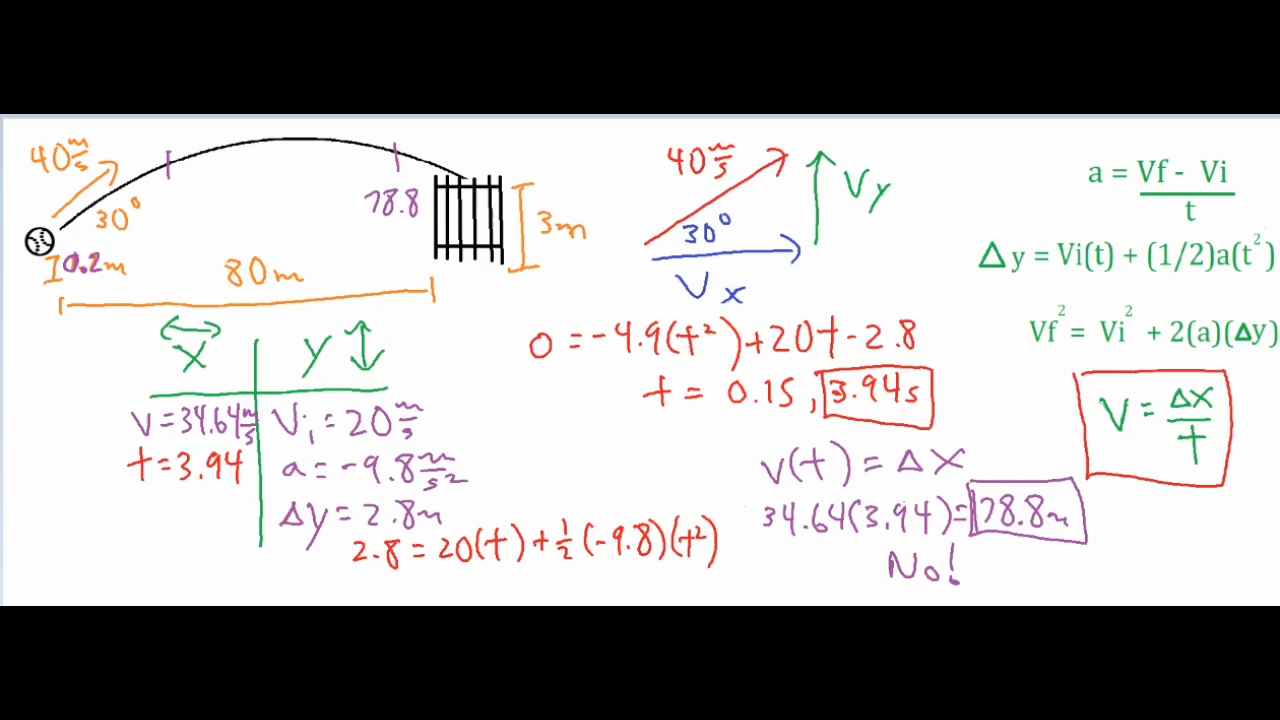 40 m/s
30°
0.2m
80m
78.8
3m
40 m/s
30°
Vy
Vx
a = Vf - Vi / t
Δy = Vi(t) + (1/2)a(t²)
Vf² = Vi² + 2(a)(Δy)
V = Δx / t
x
y
v = 34.64 m/s
t = 3.94
Vi = 20 m/s
a = -9.8 m/s²
Δy = 2.8m
2.8 = 20(t) + ½(-9.8)(t²)
0 = -4.9(t²) + 20t - 2.8
t = 0.15, 3.94s
v(t) = Δx
34.64(3.94) = 78.8m
No!